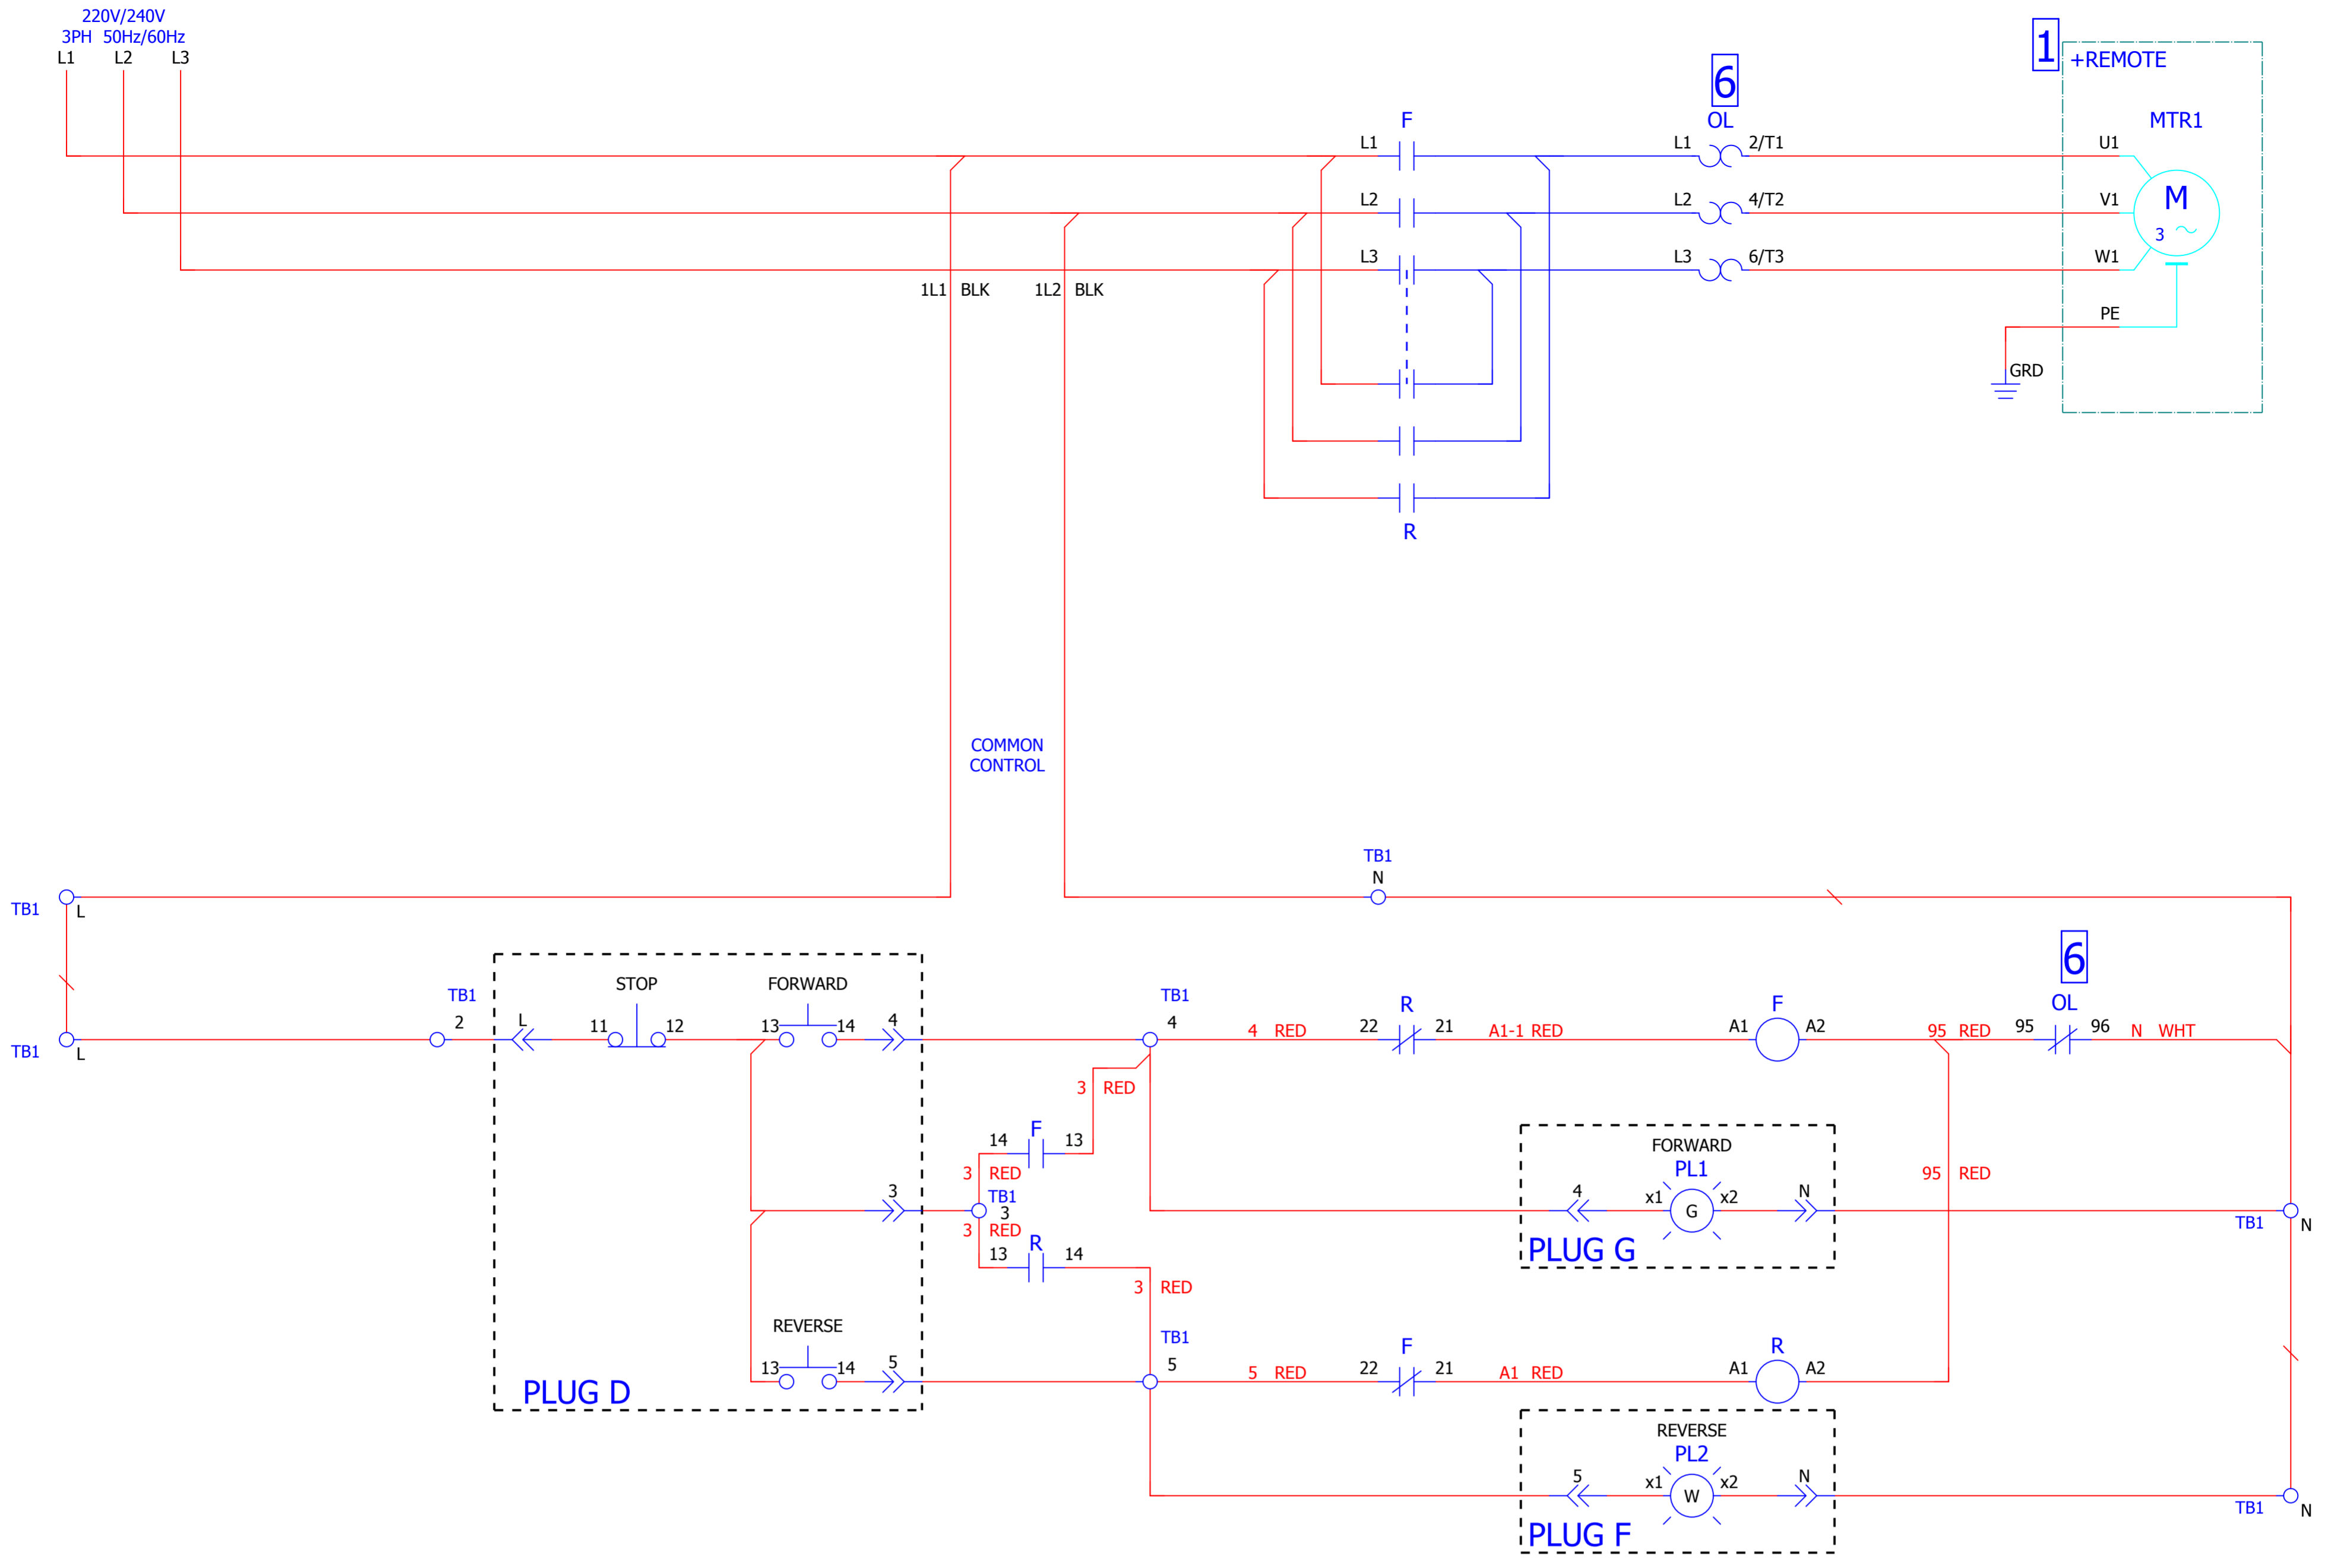 220V/240V
3PH 50Hz/60Hz
L1 L2 L3
1
+REMOTE
6
F
OL
MTR1
L1
L1
2/T1
U1
L2
L2
4/T2
V1
M
3
L3
L3
6/T3
W1
1L1 BLK
1L2 BLK
PE
GRD
R
COMMON
CONTROL
TB1
N
TB1
L
6
STOP
FORWARD
TB1
2
L
11
12
13
14
4
TB1
4
4 RED
R
22
21
A1-1 RED
F
A1
A2
95 RED
OL
95
96
N WHT
TB1
L
3 RED
F
14
13
3 RED
TB1
3
3
3 RED
R
13
14
3 RED
FORWARD
PL1
4
x1
G
x2
N
PLUG G
95 RED
TB1
N
REVERSE
13
14
5
PLUG D
TB1
5
5 RED
F
22
21
A1 RED
R
A1
A2
REVERSE
PL2
5
x1
W
x2
N
PLUG F
TB1
N